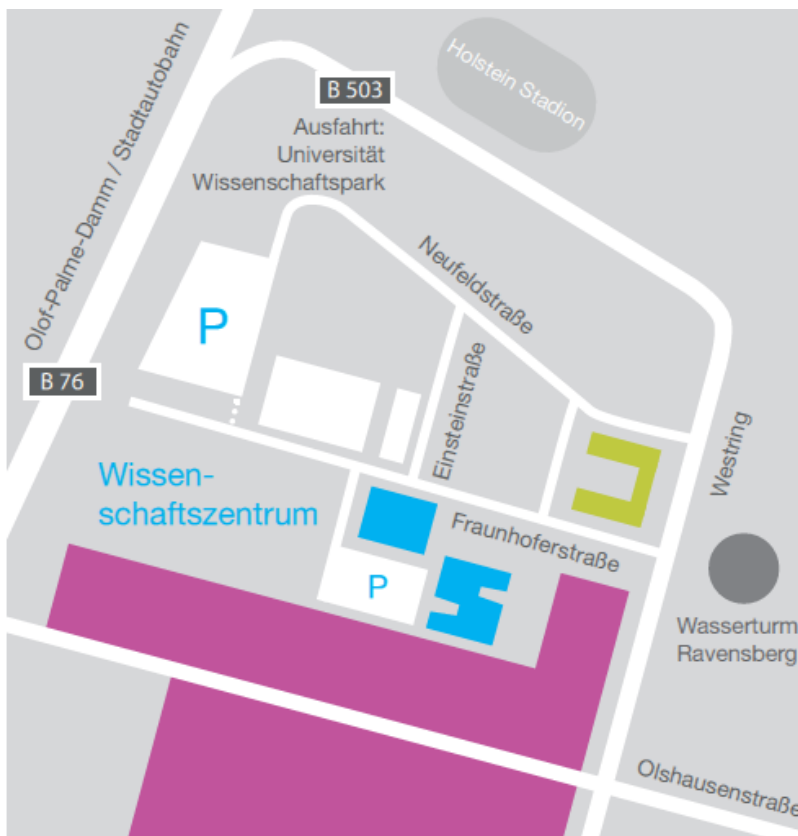 Holstein Stadion
B 503
Ausfahrt:
Universität
Wissenschaftspark
Olof-Palme-Damm / Stadtautobahn
Neufeldstraße
P
B 76
Einsteinstraße
Westring
Wissen-
schaftszentrum
Fraunhoferstraße
P
Wasserturm
Ravensberg
Olshausenstraße